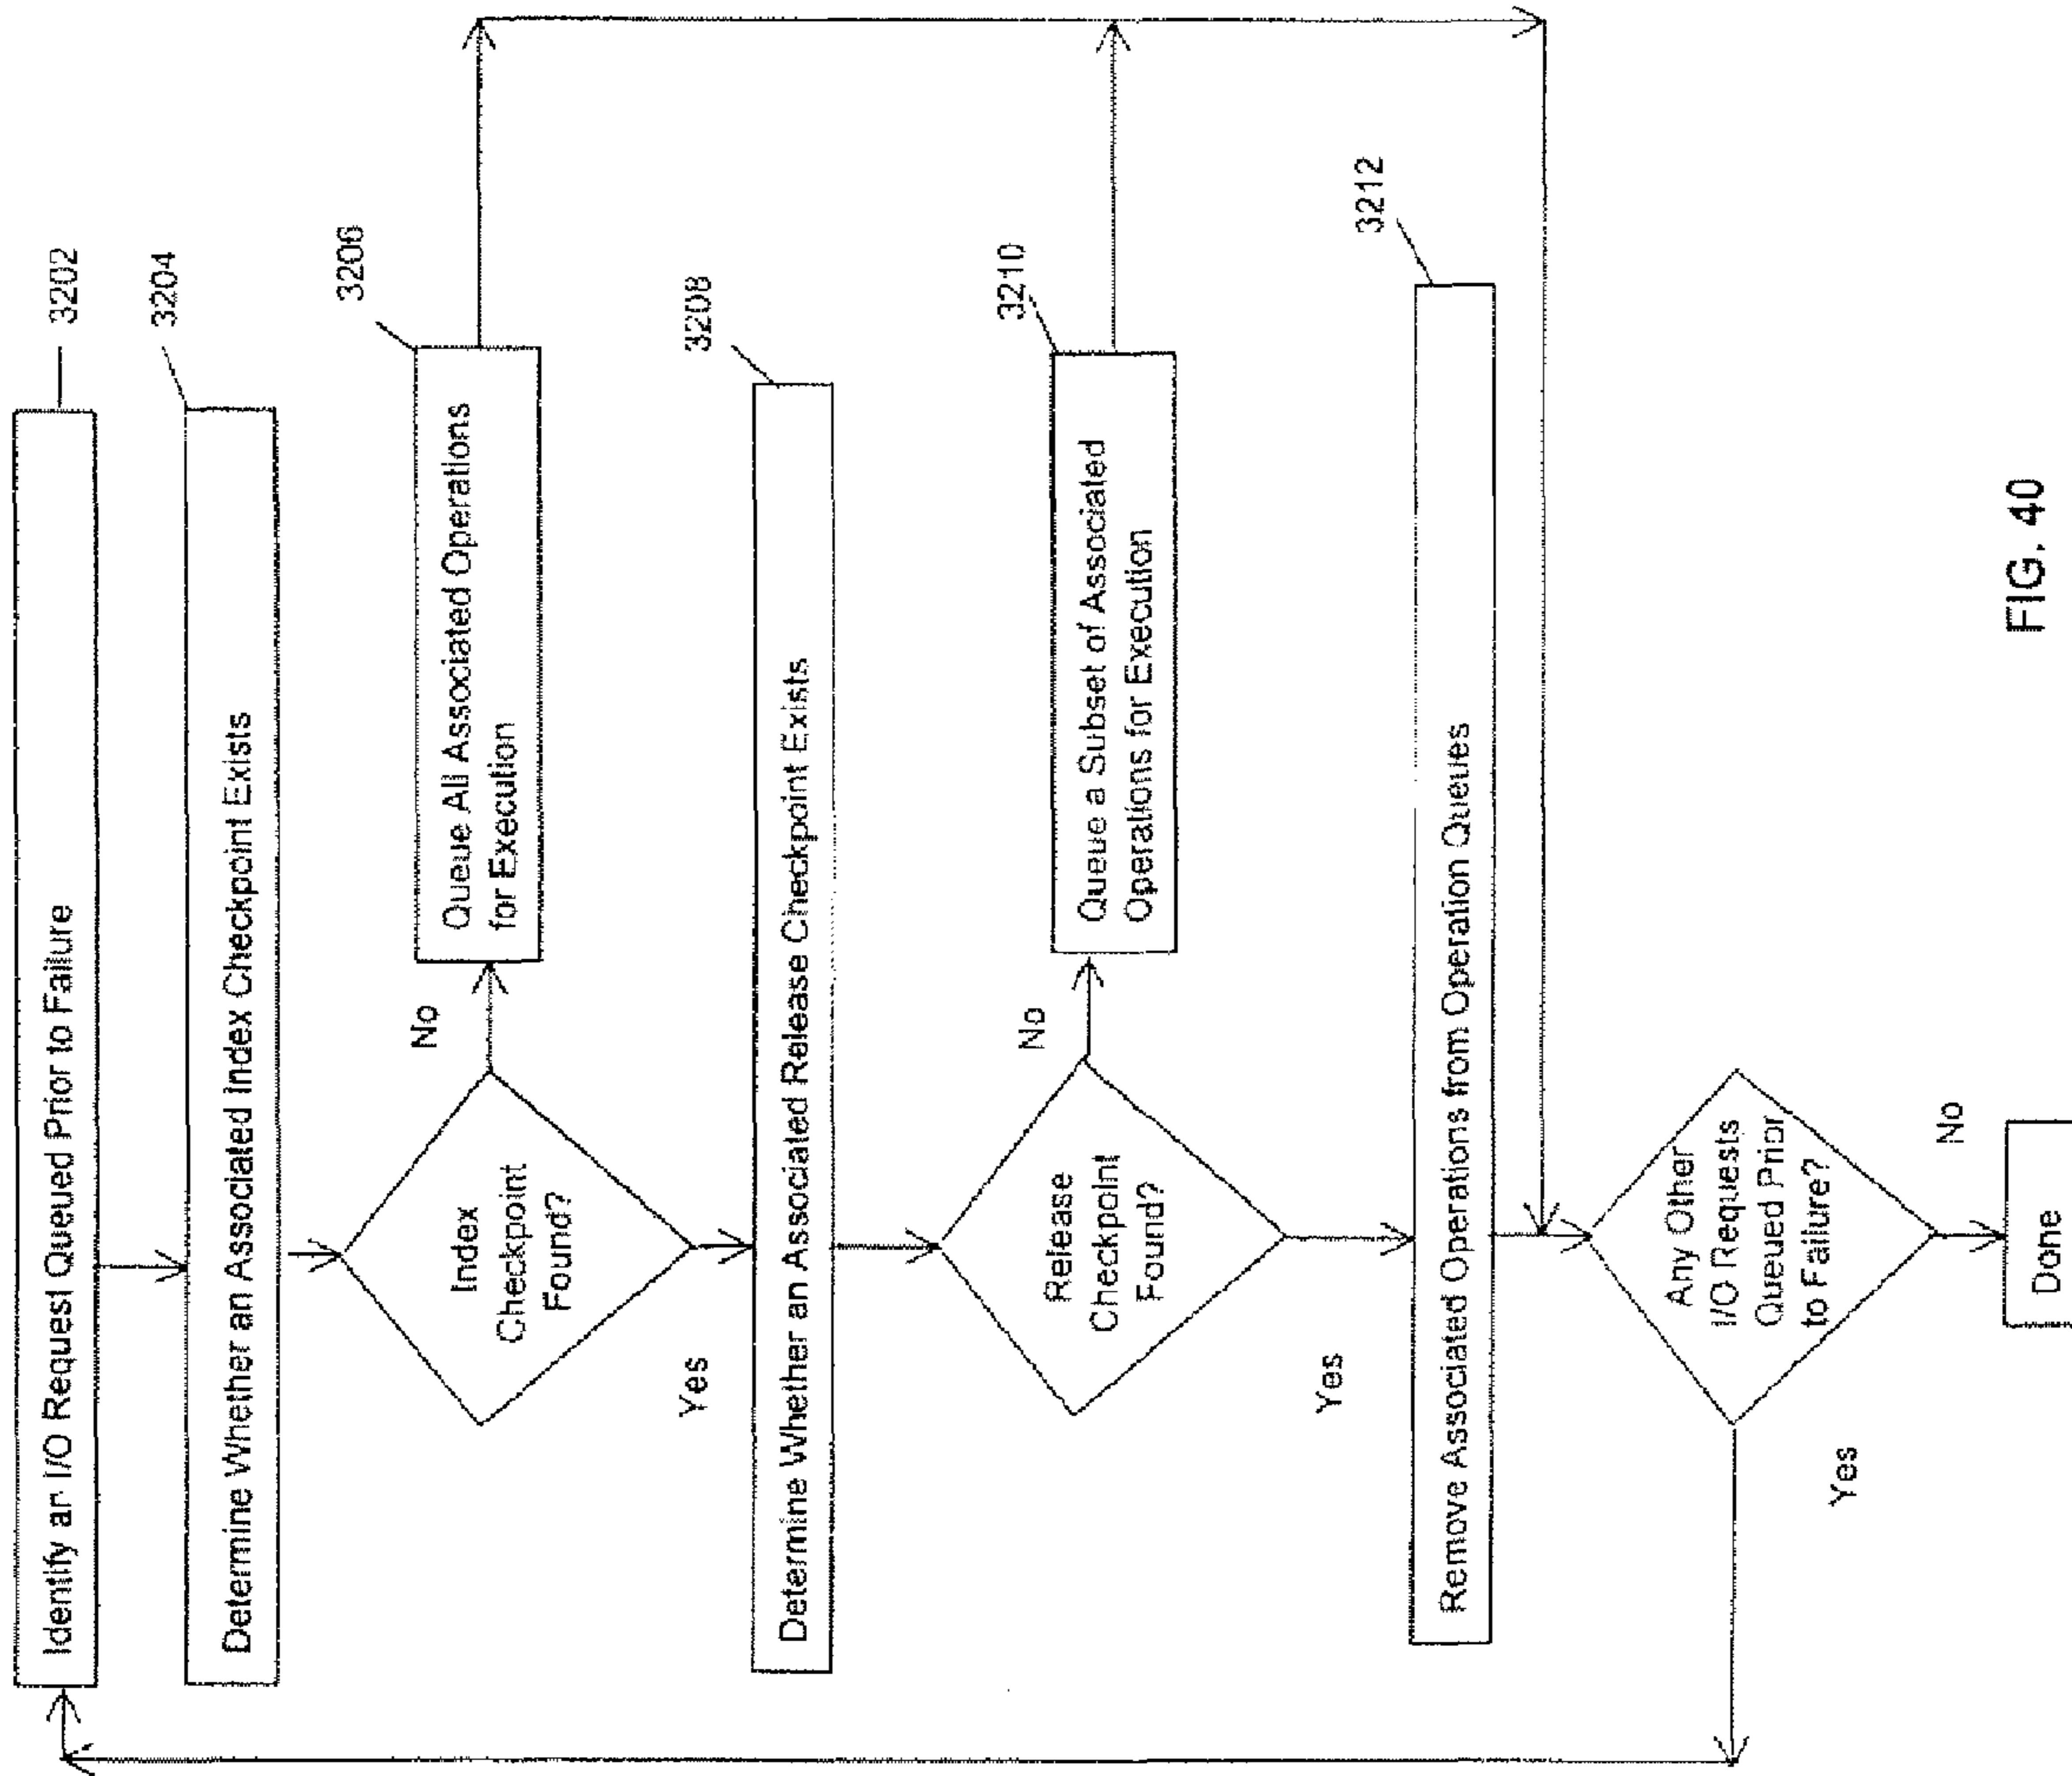 Identify an I/O Request Queued Prior to Failure
3202
Determine Whether an Associated Index Checkpoint Exists
3204
Index
Checkpoint
Found?
No
Queue All Associated Operations
for Execution
3206
Yes
Determine Whether an Associated Release Checkpoint Exists
3208
Release
Checkpoint
Found?
No
Queue a Subset of Associated
Operations for Execution
3210
Yes
Remove Associated Operations from Operation Queues
3212
Any Other
I/O Requests
Queued Prior
to Failure?
Yes
No
Done
FIG. 40